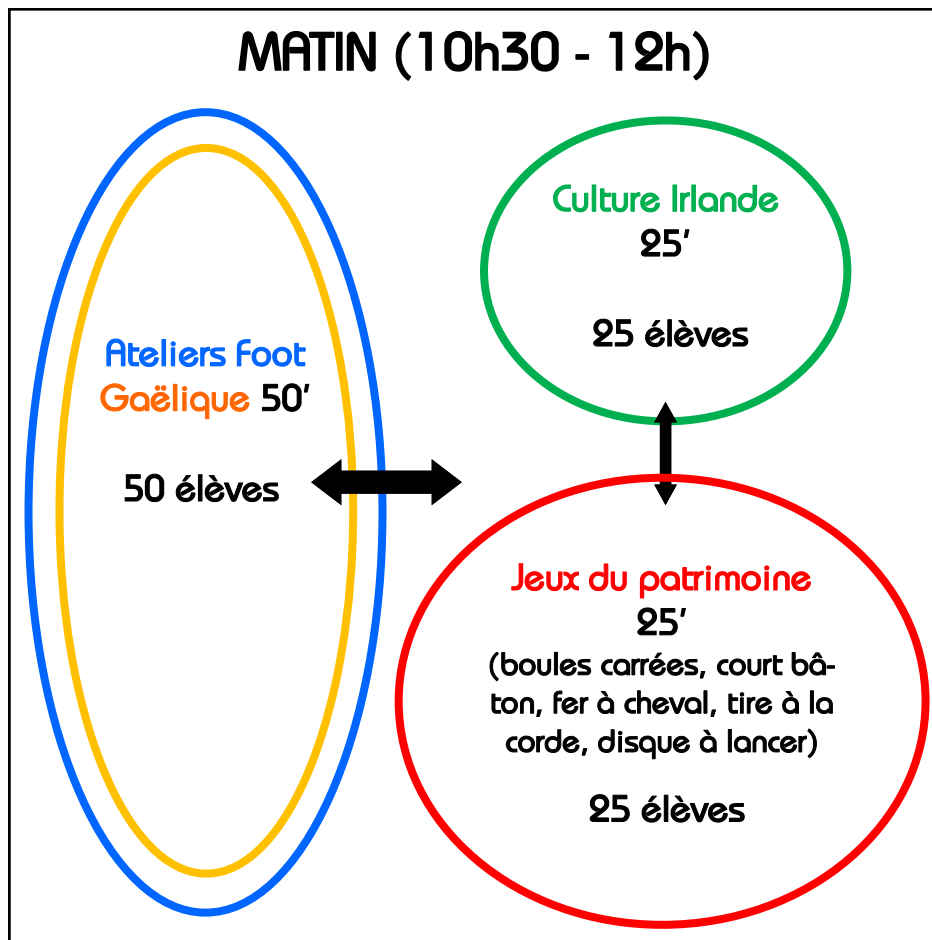 MATIN (10h30 - 12h)
Ateliers Foot
Gaëlique 50'
50 élèves
Culture Irlande
25'
25 élèves
Jeux du patrimoine
25'
(boules carrées, court bâ-
ton, fer à cheval, tire à la
corde, disque à lancer)
25 élèves